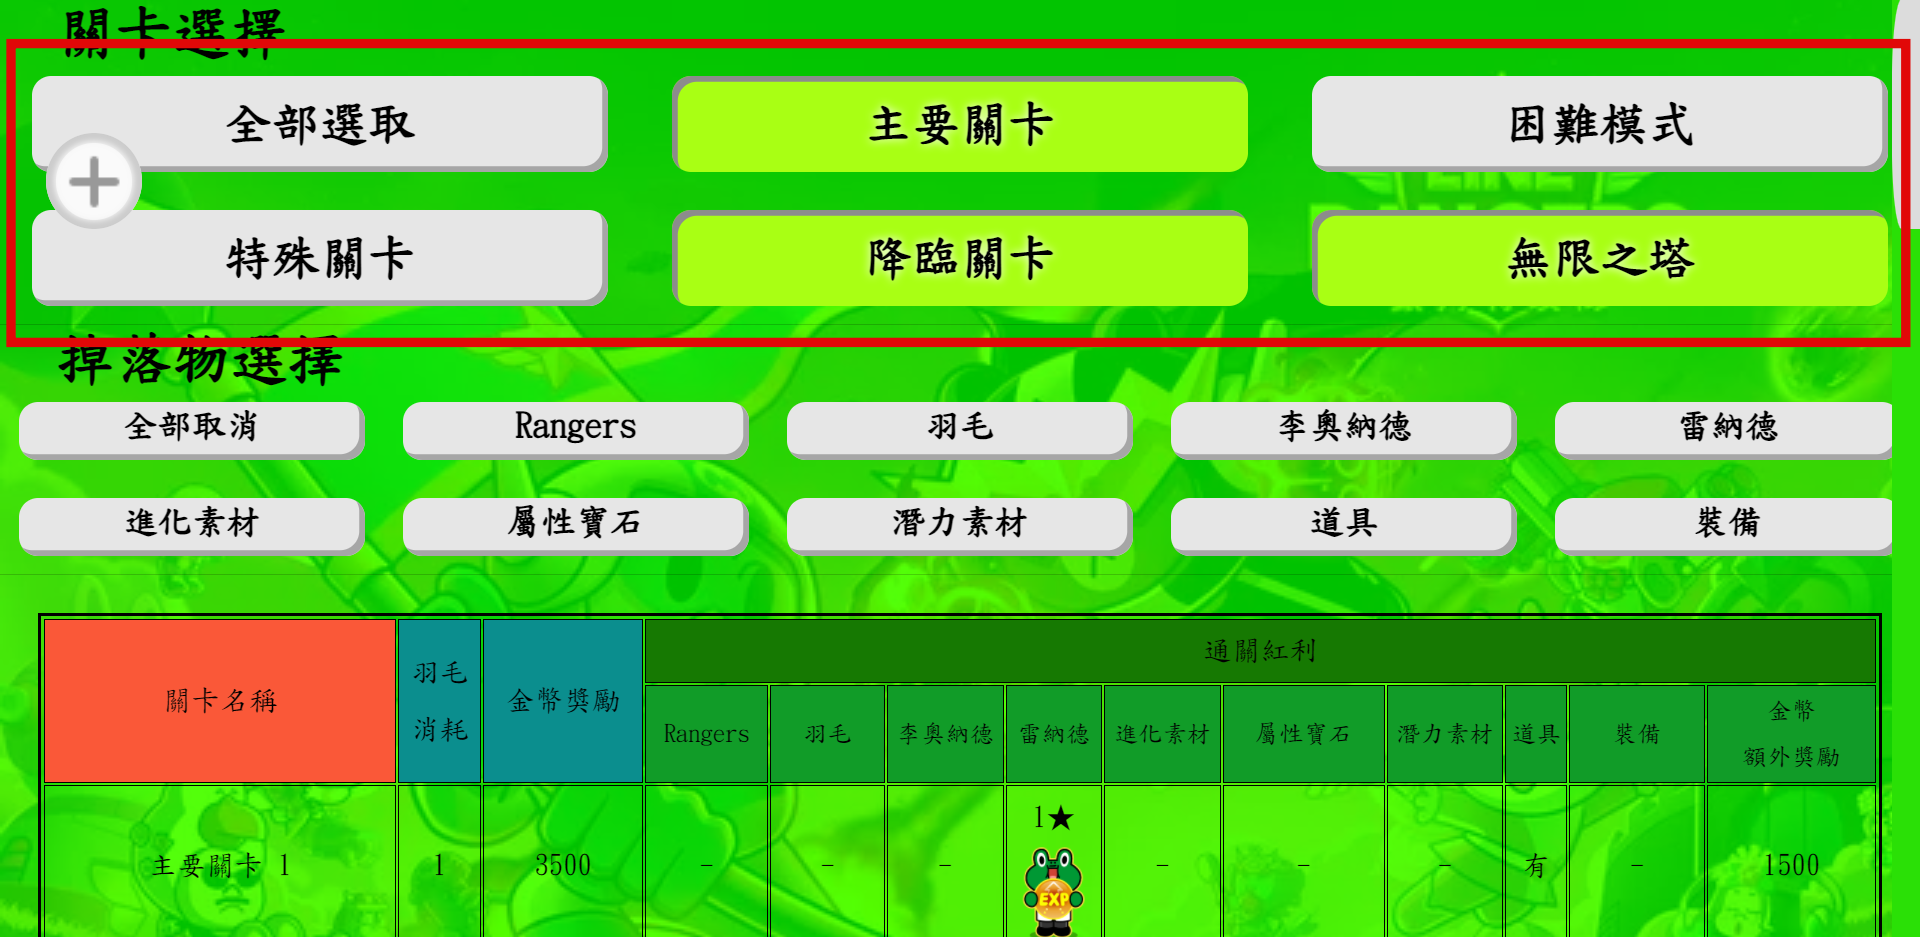 關卡選擇
全部選取 主要關卡 困難模式
特殊關卡 降臨關卡 無限之塔
掉落物選擇
全部取消 Rangers 羽毛 李奧納德 雷納德
進化素材 屬性寶石 潛力素材 道具 裝備
關卡名稱
羽毛
消耗
金幣獎勵
通關紅利
Rangers 羽毛 李奧納德 雷納德 進化素材 屬性寶石 潛力素材 道具 裝備
金幣
額外獎勵
1★
主要關卡 1 1 3500 - - - - - - 有 - 1500
EXP